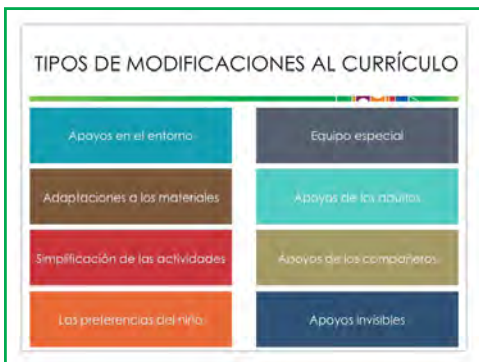 TIPOS DE MODIFICACIONES AL CURRÍCULO
Apoyos en el entorno
Equipo especial
Adaptaciones a los materiales
Apoyos de los adultos
Simplificación de las actividades
Apoyos de los compañeros
Las preferencias del niño
Apoyos invisibles